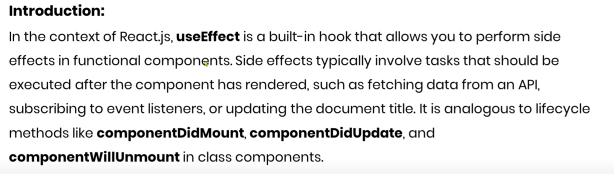 Introduction:
In the context of React.js, useEffect is a built-in hook that allows you to perform side
effects in functional components. Side effects typically involve tasks that should be
executed after the component has rendered, such as fetching data from an API,
subscribing to event listeners, or updating the document title. It is analogous to lifecycle
methods like componentDidMount, componentDidUpdate, and
componentWillUnmount in class components.